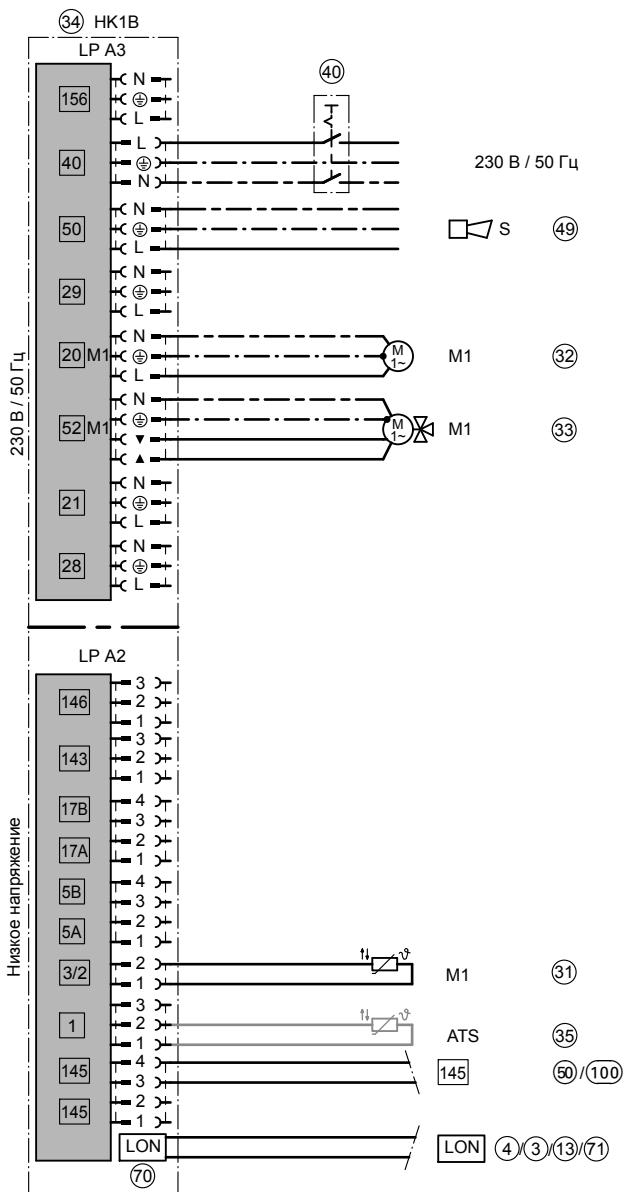 34 HK1B
LP A3
N
156
L
40
L
40
N
230 В / 50 Гц
N
50
L
S 49
N
29
L
N
20 M1
L
M
1~
M1 32
N
52 M1
▼
▲
M
1~
M1 33
N
21
L
N
28
L
230 В / 50 Гц
LP A2
3
146 2
1
3
143 2
1
17B 4
3
17A 2
1
5B 4
3
5A 2
1
3/2 2
1
ϑ
M1 31
3
1 2
1
ϑ
ATS 35
145 4
3
145 50/100
145 2
1
LON
70
LON 4/3/13/71
Низкое напряжение